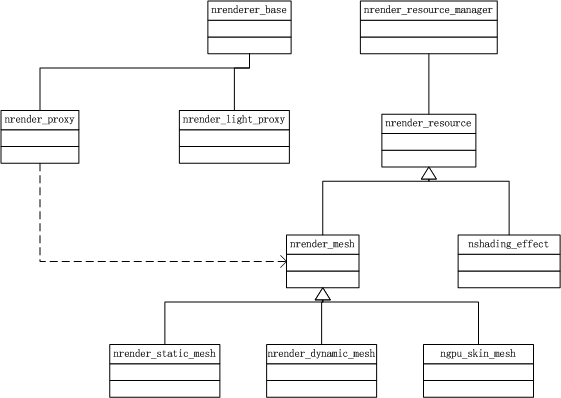 nrenderer_base
nrender_resource_manager
nrender_proxy
nrender_light_proxy
nrender_resource
nrender_mesh
nshading_effect
nrender_static_mesh
nrender_dynamic_mesh
ngpu_skin_mesh